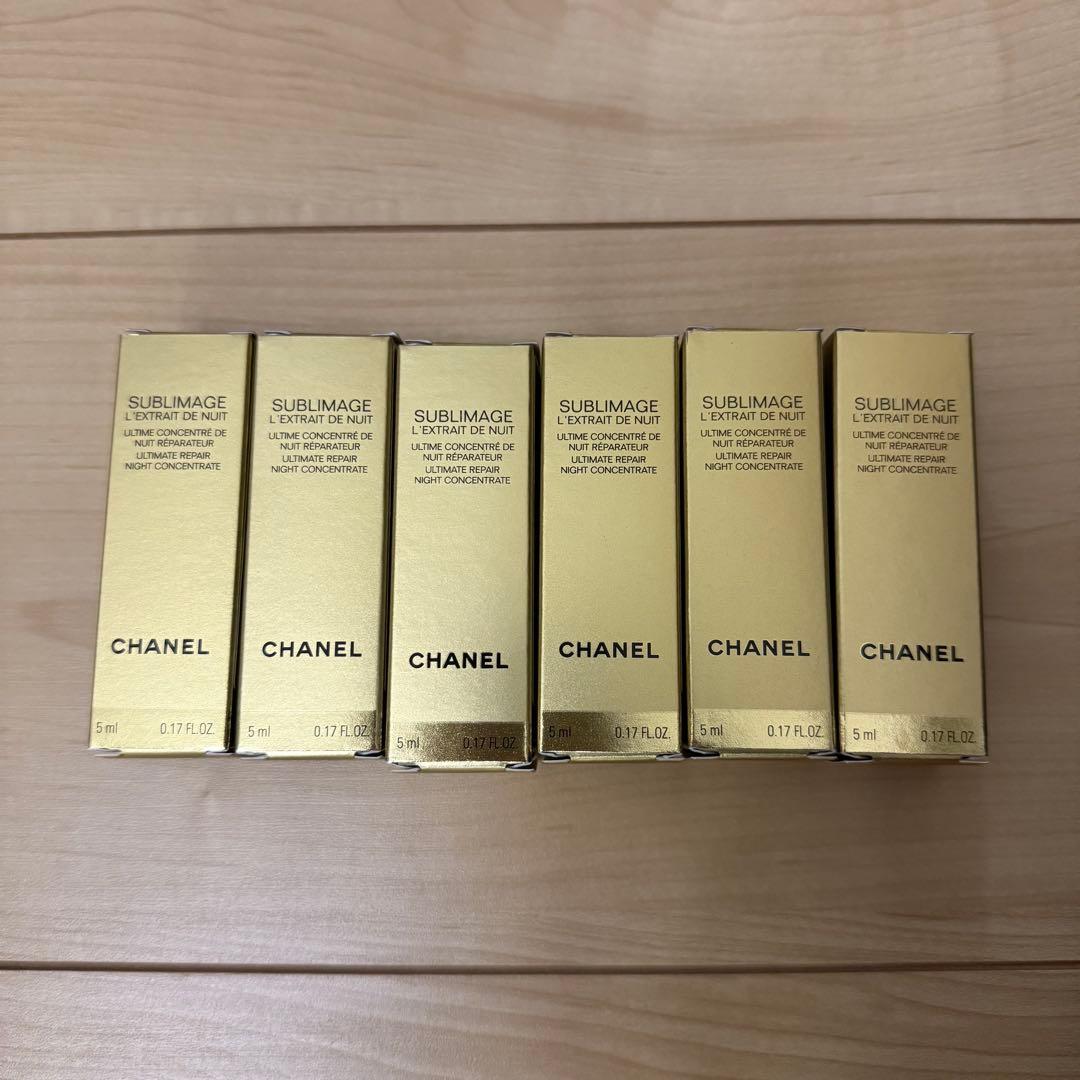 SUBLIMAGE
L'EXTRAIT DE NUIT
ULTIME CONCENTRÉ DE
NUIT RÉPARATEUR
ULTIMATE REPAIR
NIGHT CONCENTRATE
CHANEL
5 ml 0.17 FL.OZ.
SUBLIMAGE
L'EXTRAIT DE NUIT
ULTIME CONCENTRÉ DE
NUIT RÉPARATEUR
ULTIMATE REPAIR
NIGHT CONCENTRATE
CHANEL
5 ml 0.17 FL.OZ.
SUBLIMAGE
L'EXTRAIT DE NUIT
ULTIME CONCENTRÉ DE
NUIT RÉPARATEUR
ULTIMATE REPAIR
NIGHT CONCENTRATE
CHANEL
5 ml 0.17 FL.OZ.
SUBLIMAGE
L'EXTRAIT DE NUIT
ULTIME CONCENTRÉ DE
NUIT RÉPARATEUR
ULTIMATE REPAIR
NIGHT CONCENTRATE
CHANEL
5 ml 0.17 FL.OZ.
SUBLIMAGE
L'EXTRAIT DE NUIT
ULTIME CONCENTRÉ DE
NUIT RÉPARATEUR
ULTIMATE REPAIR
NIGHT CONCENTRATE
CHANEL
5 ml 0.17 FL.OZ.
SUBLIMAGE
L'EXTRAIT DE NUIT
ULTIME CONCENTRÉ DE
NUIT RÉPARATEUR
ULTIMATE REPAIR
NIGHT CONCENTRATE
CHANEL
5 ml 0.17 FL.OZ.